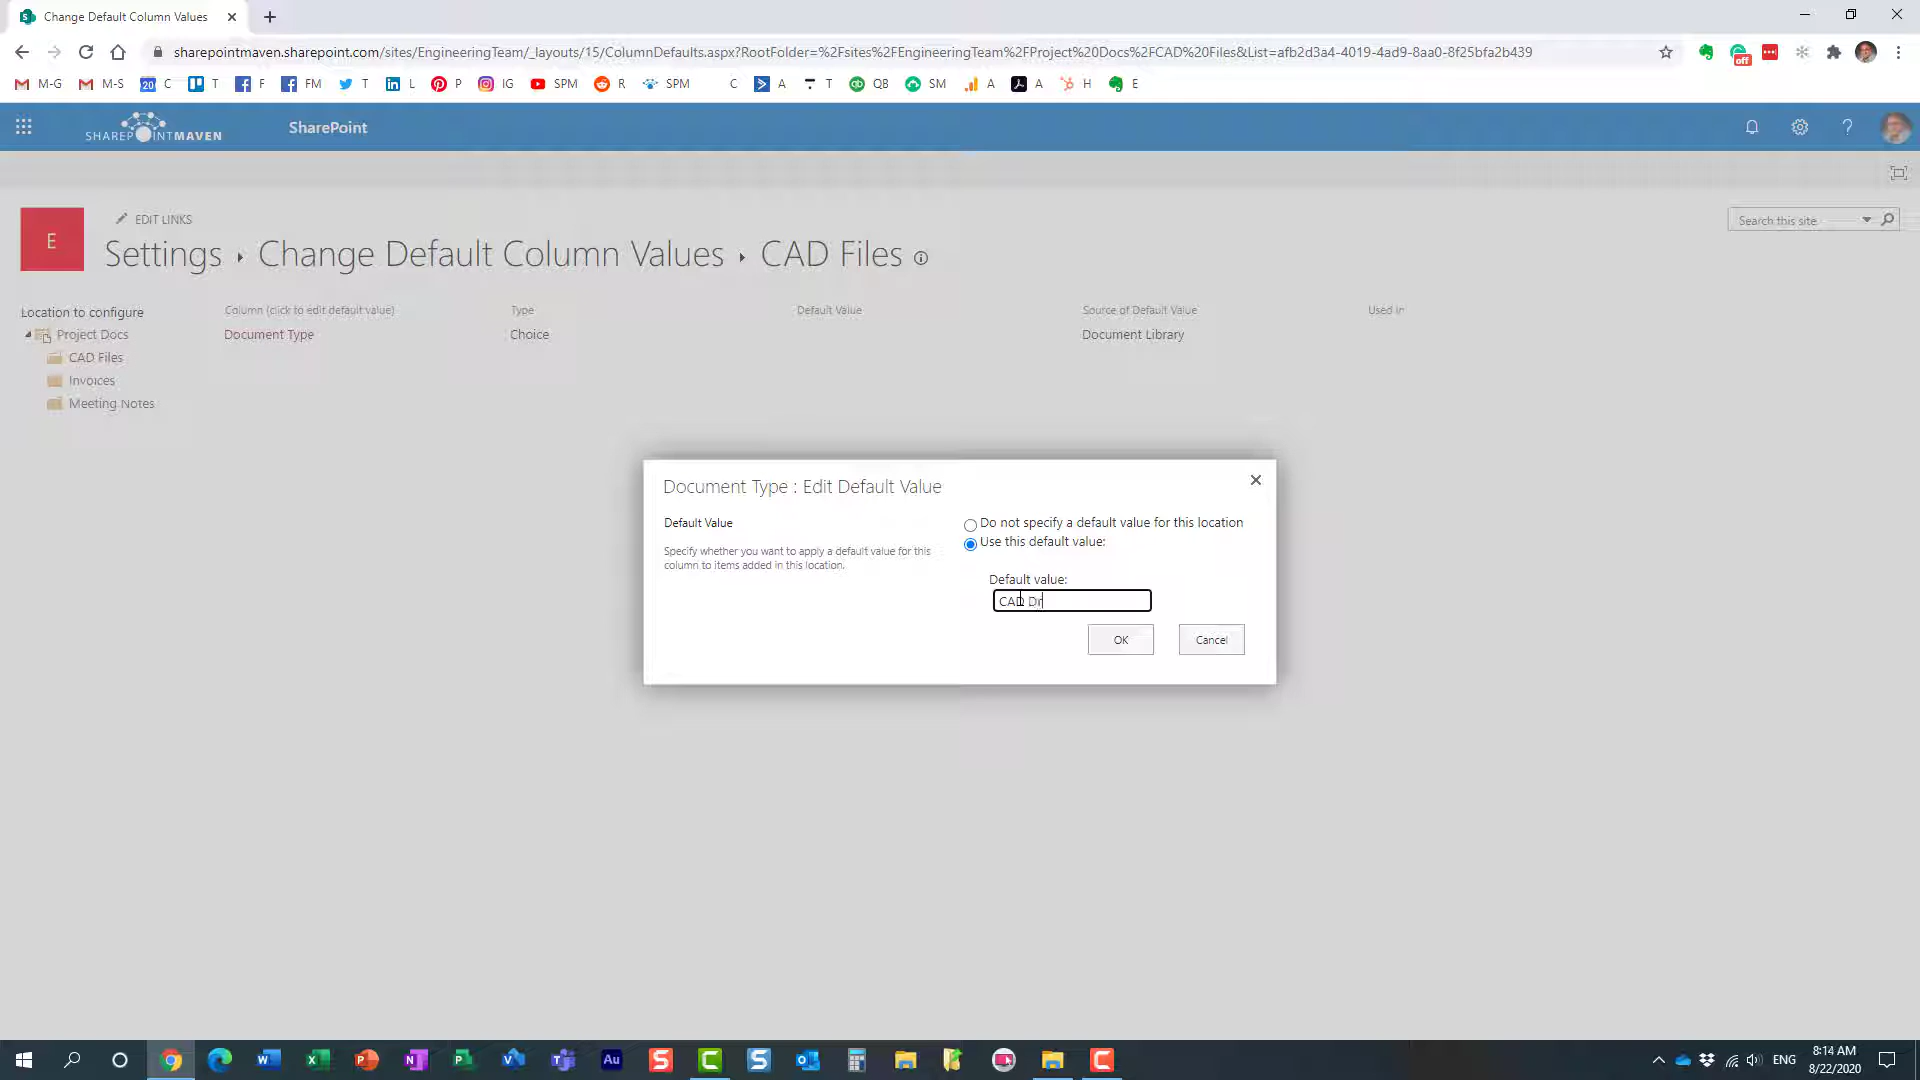 Change Default Column Values
sharepointmaven.sharepoint.com/sites/EngineeringTeam/_layouts/15/ColumnDefaults.aspx?RootFolder=%2Fsites%2FEngineeringTeam%2FProject%20Docs%2FCAD%20Files&List=afb2d3a4-4019-4ad9-8aa0-8f25bfa2b439
off
M-G M-S 20 C T F FM T L P IG SPM R SPM C A T QB SM A A H E
SHAREPOINTMAVEN
SharePoint
?
E
EDIT LINKS
Search this site
Settings ▸ Change Default Column Values ▸ CAD Files
Location to configure
Column (click to edit default value) Type Default Value Source of Default Value Used in
Project Docs
Document Type Choice Document Library
CAD Files
Invoices
Meeting Notes
Document Type : Edit Default Value
Default Value
Do not specify a default value for this location
Use this default value:
Specify whether you want to apply a default value for this
column to items added in this location.
Default value:
CAD Dr
OK Cancel
ENG
8:14 AM
8/22/2020